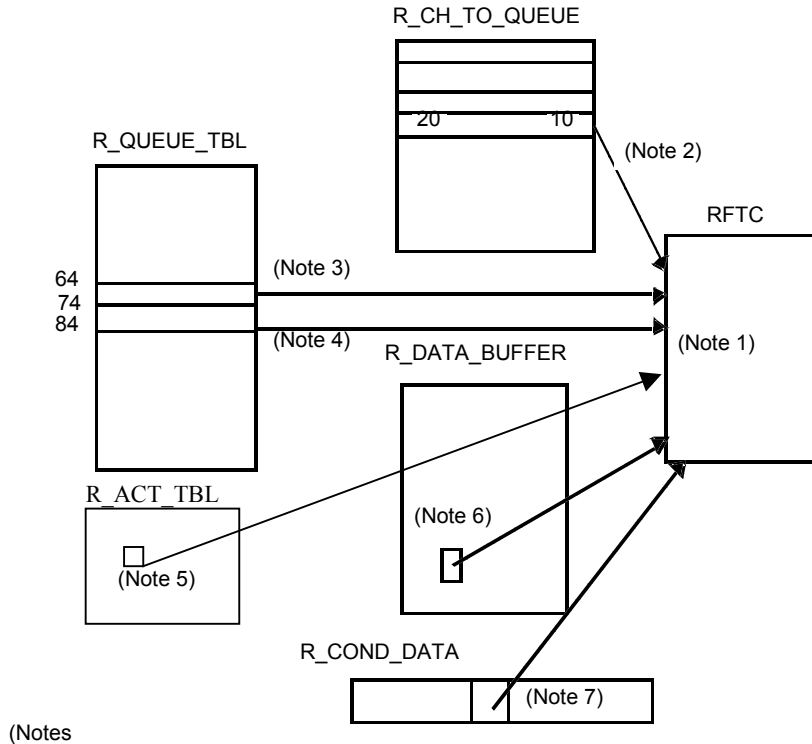 R_CH_TO_QUEUE
20 10
(Note 2)
R_QUEUE_TBL
RFTC
64
74
84
(Note 3)
(Note 4)
R_DATA_BUFFER
(Note 1)
R_ACT_TBL
(Note 5)
(Note 6)
R_COND_DATA
(Note 7)
(Notes